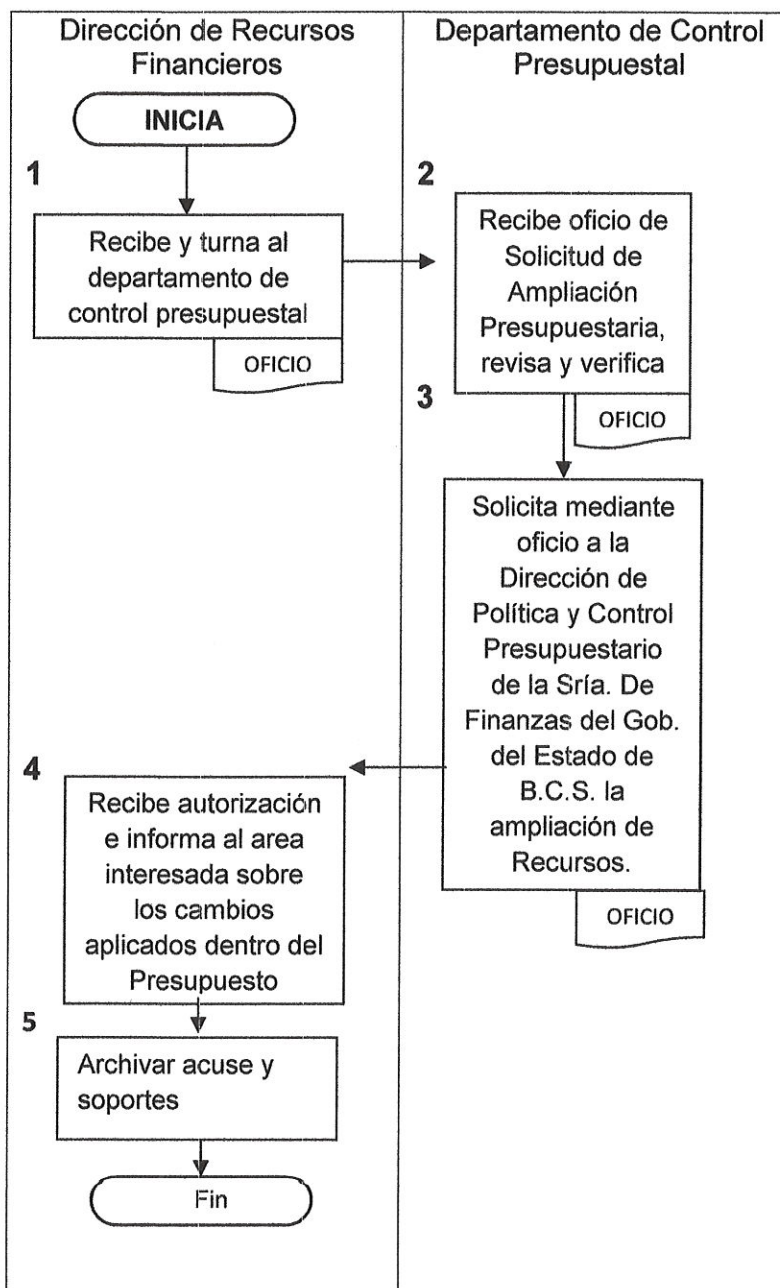 Dirección de Recursos
Financieros
Departamento de Control
Presupuestal
INICIA
1
Recibe y turna al
departamento de
control presupuestal
OFICIO
2
Recibe oficio de
Solicitud de
Ampliación
Presupuestaria,
revisa y verifica
OFICIO
3
Solicita mediante
oficio a la
Dirección de
Política y Control
Presupuestario
de la Sría. De
Finanzas del Gob.
del Estado de
B.C.S. la
ampliación de
Recursos.
OFICIO
4
Recibe autorización
e informa al area
interesada sobre
los cambios
aplicados dentro del
Presupuesto
5
Archivar acuse y
soportes
Fin